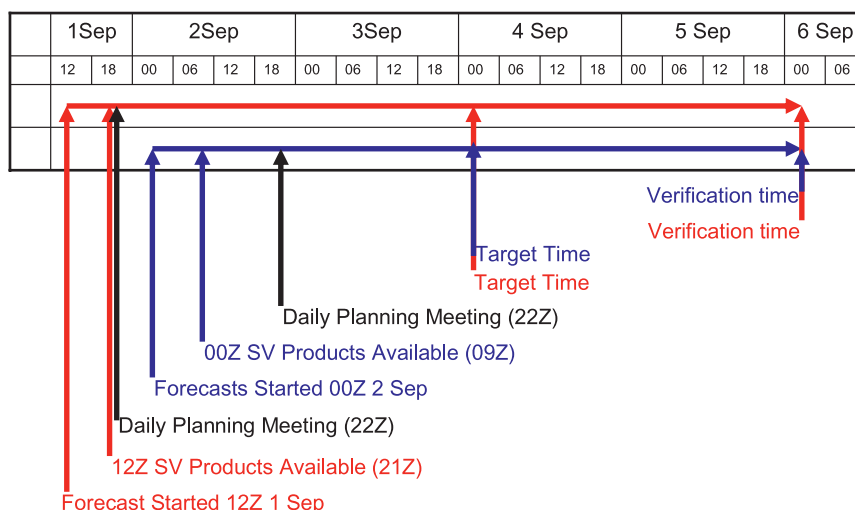 1Sep 2Sep 3Sep 4 Sep 5 Sep 6 Sep
12 18 00 06 12 18 00 06 12 18 00 06 12 18 00 06 12 18 00 06
Verification time
Verification time
Target Time
Target Time
Daily Planning Meeting (22Z)
00Z SV Products Available (09Z)
Forecasts Started 00Z 2 Sep
Daily Planning Meeting (22Z)
12Z SV Products Available (21Z)
Forecast Started 12Z 1 Sep